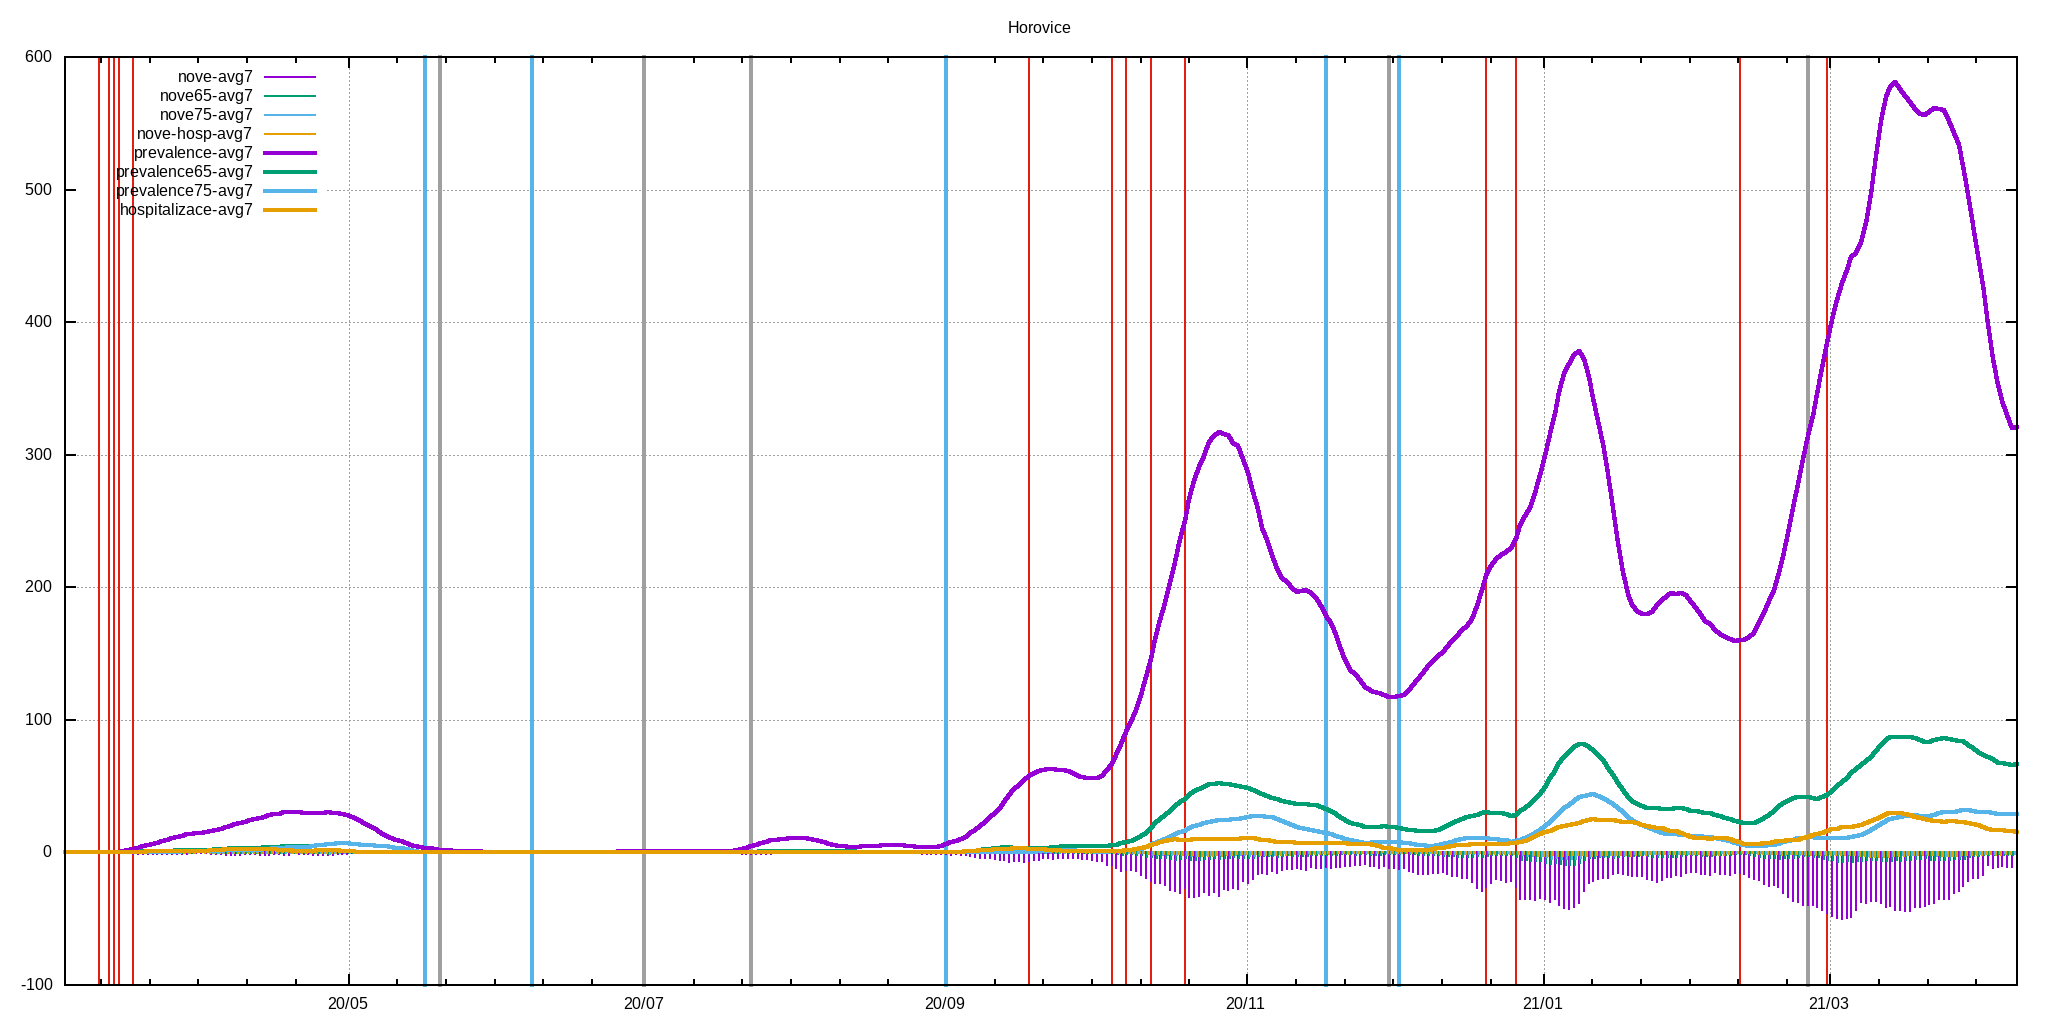 Horovice
600
500
400
300
200
100
0
-100
nove-avg7
nove65-avg7
nove75-avg7
nove-hosp-avg7
prevalence-avg7
prevalence65-avg7
prevalence75-avg7
hospitalizace-avg7
20/05
20/07
20/09
20/11
21/01
21/03